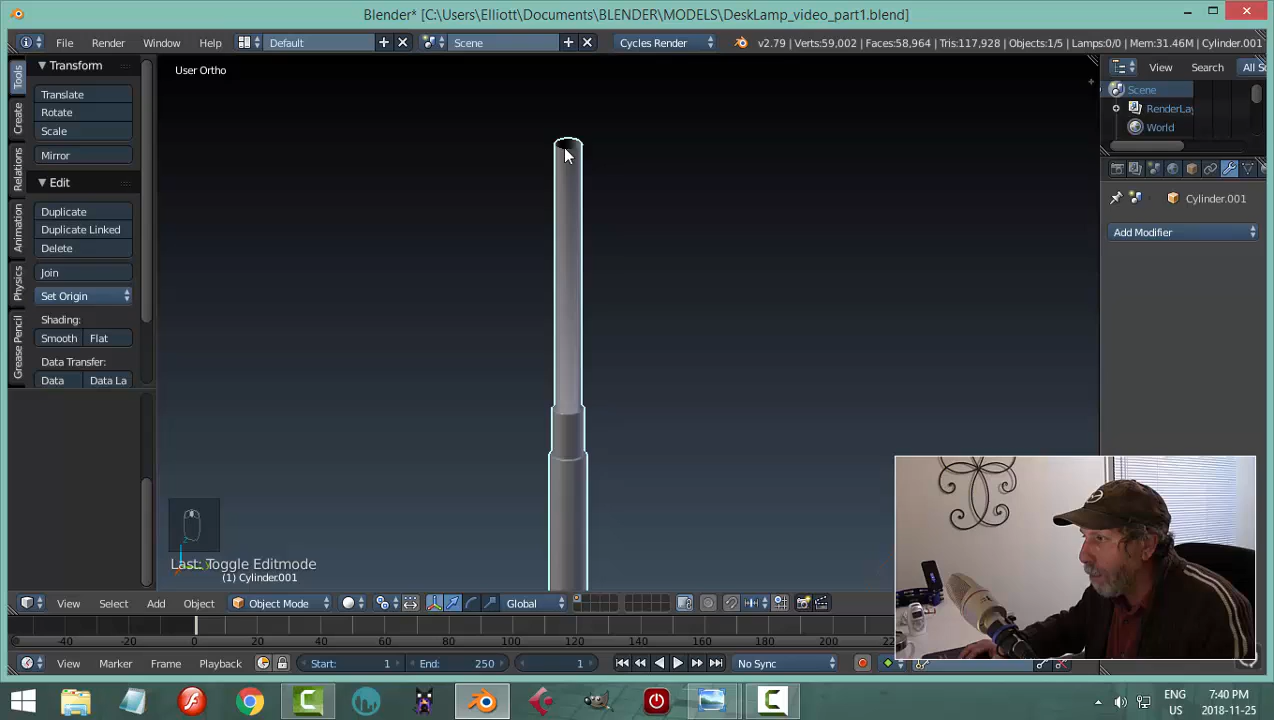 Blender* [C:\Users\Elliott\Documents\BLENDER\MODELS\DeskLamp_video_part1.blend]
File Render Window Help Default Scene Cycles Render v2.79 | Verts:59,002 | Faces:58,964 | Tris:117,928 | Objects:1/5 | Lamps:0/0 | Mem:31.46M | Cylinder.001
Tools
Create
Relations
Animation
Physics
Grease Pencil
Transform
Translate
Rotate
Scale
Mirror
Edit
Duplicate
Duplicate Linked
Delete
Join
Set Origin
Shading:
Smooth Flat
Data Transfer:
Data Data La
User Ortho
Last: Toggle Editmode
(1) Cylinder.001
View Search All S
Scene
RenderLay
World
Cylinder.001
Add Modifier
View Select Add Object Object Mode Global
-40 -20 0 20 40 60 80 100 120 140 160 180 200
View Marker Frame Playback Start: 1 End: 250 1 No Sync
ENG 7:40 PM
US 2018-11-25